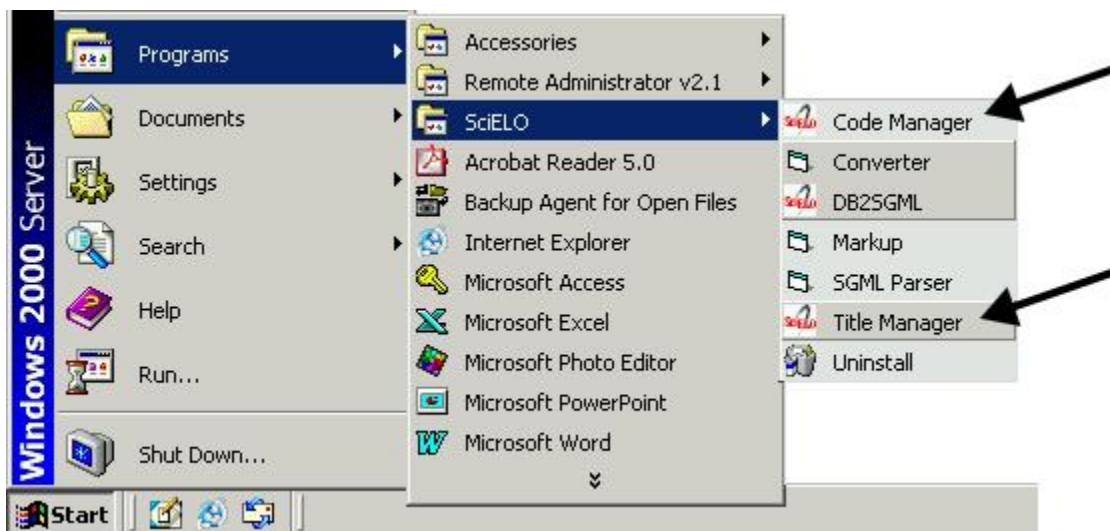 Windows 2000 Server
Programs
Documents
Settings
Search
Help
Run...
Shut Down...
Start
Accessories
Remote Administrator v2.1
SciELO
Acrobat Reader 5.0
Backup Agent for Open Files
Internet Explorer
Microsoft Access
Microsoft Excel
Microsoft Photo Editor
Microsoft PowerPoint
Microsoft Word
Code Manager
Converter
DB2SGML
Markup
SGML Parser
Title Manager
Uninstall